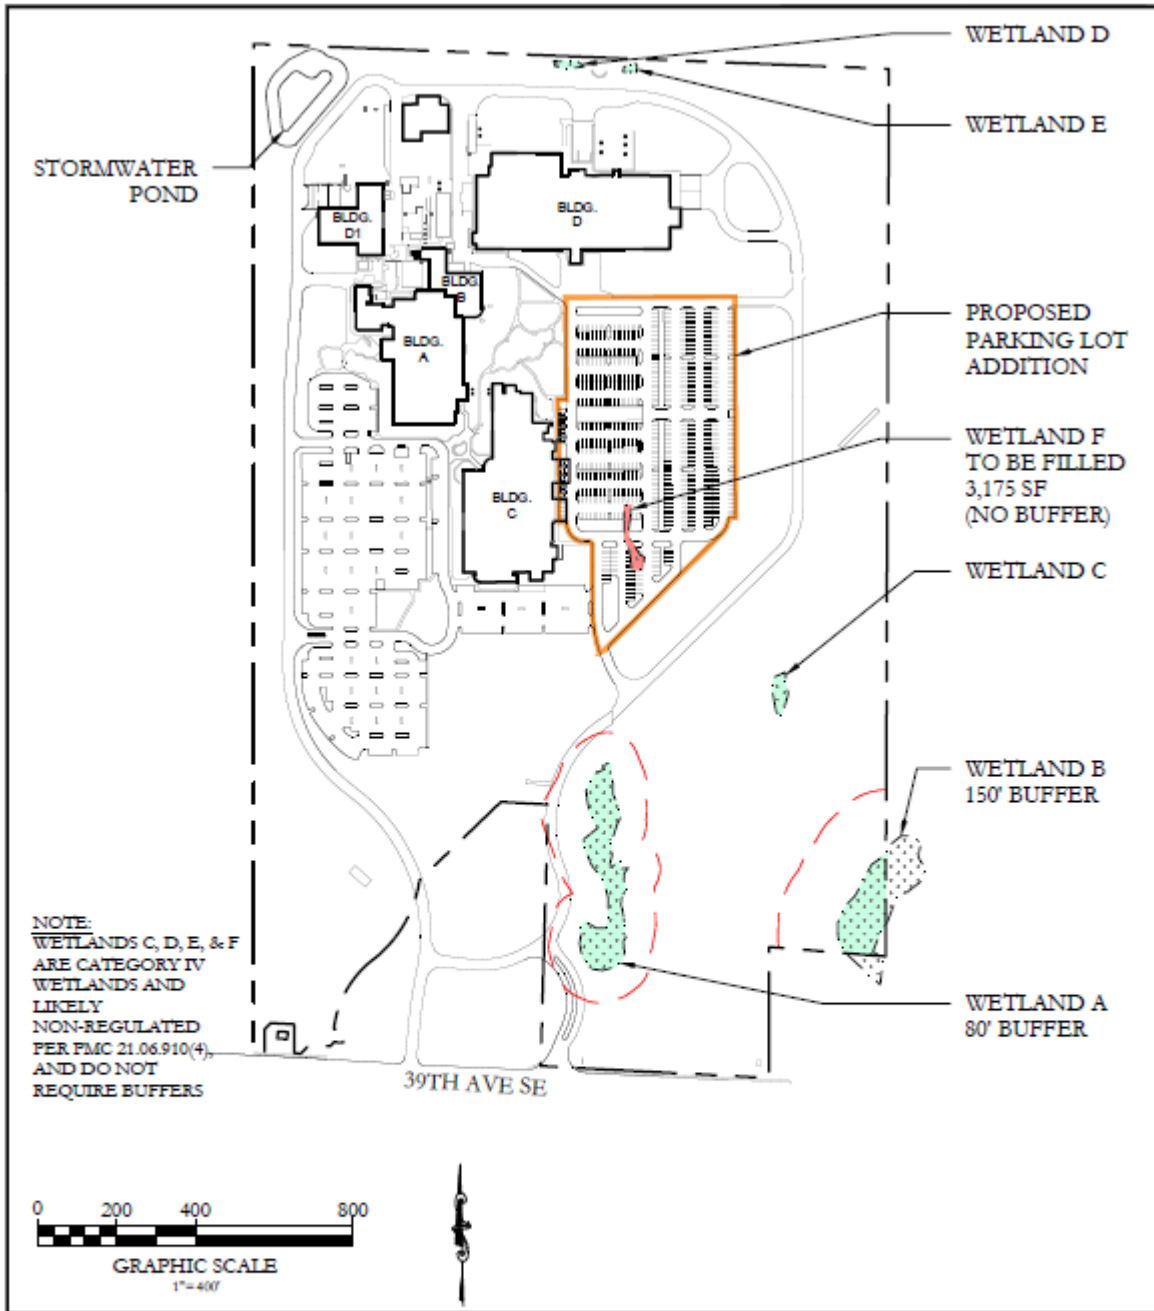 WETLAND D
WETLAND E
STORMWATER
POND
BLDG.
D
BLDG.
D1
BLDG.
B
BLDG.
A
PROPOSED
PARKING LOT
ADDITION
WETLAND F
TO BE FILLED
3,175 SF
(NO BUFFER)
BLDG.
C
WETLAND C
WETLAND B
150' BUFFER
NOTE:
WETLANDS C, D, E, & F
ARE CATEGORY IV
WETLANDS AND
LIKELY
NON-REGULATED
PER PMC 21.06.910(4),
AND DO NOT
REQUIRE BUFFERS
WETLAND A
80' BUFFER
39TH AVE SE
0 200 400 800
GRAPHIC SCALE
1"=400'